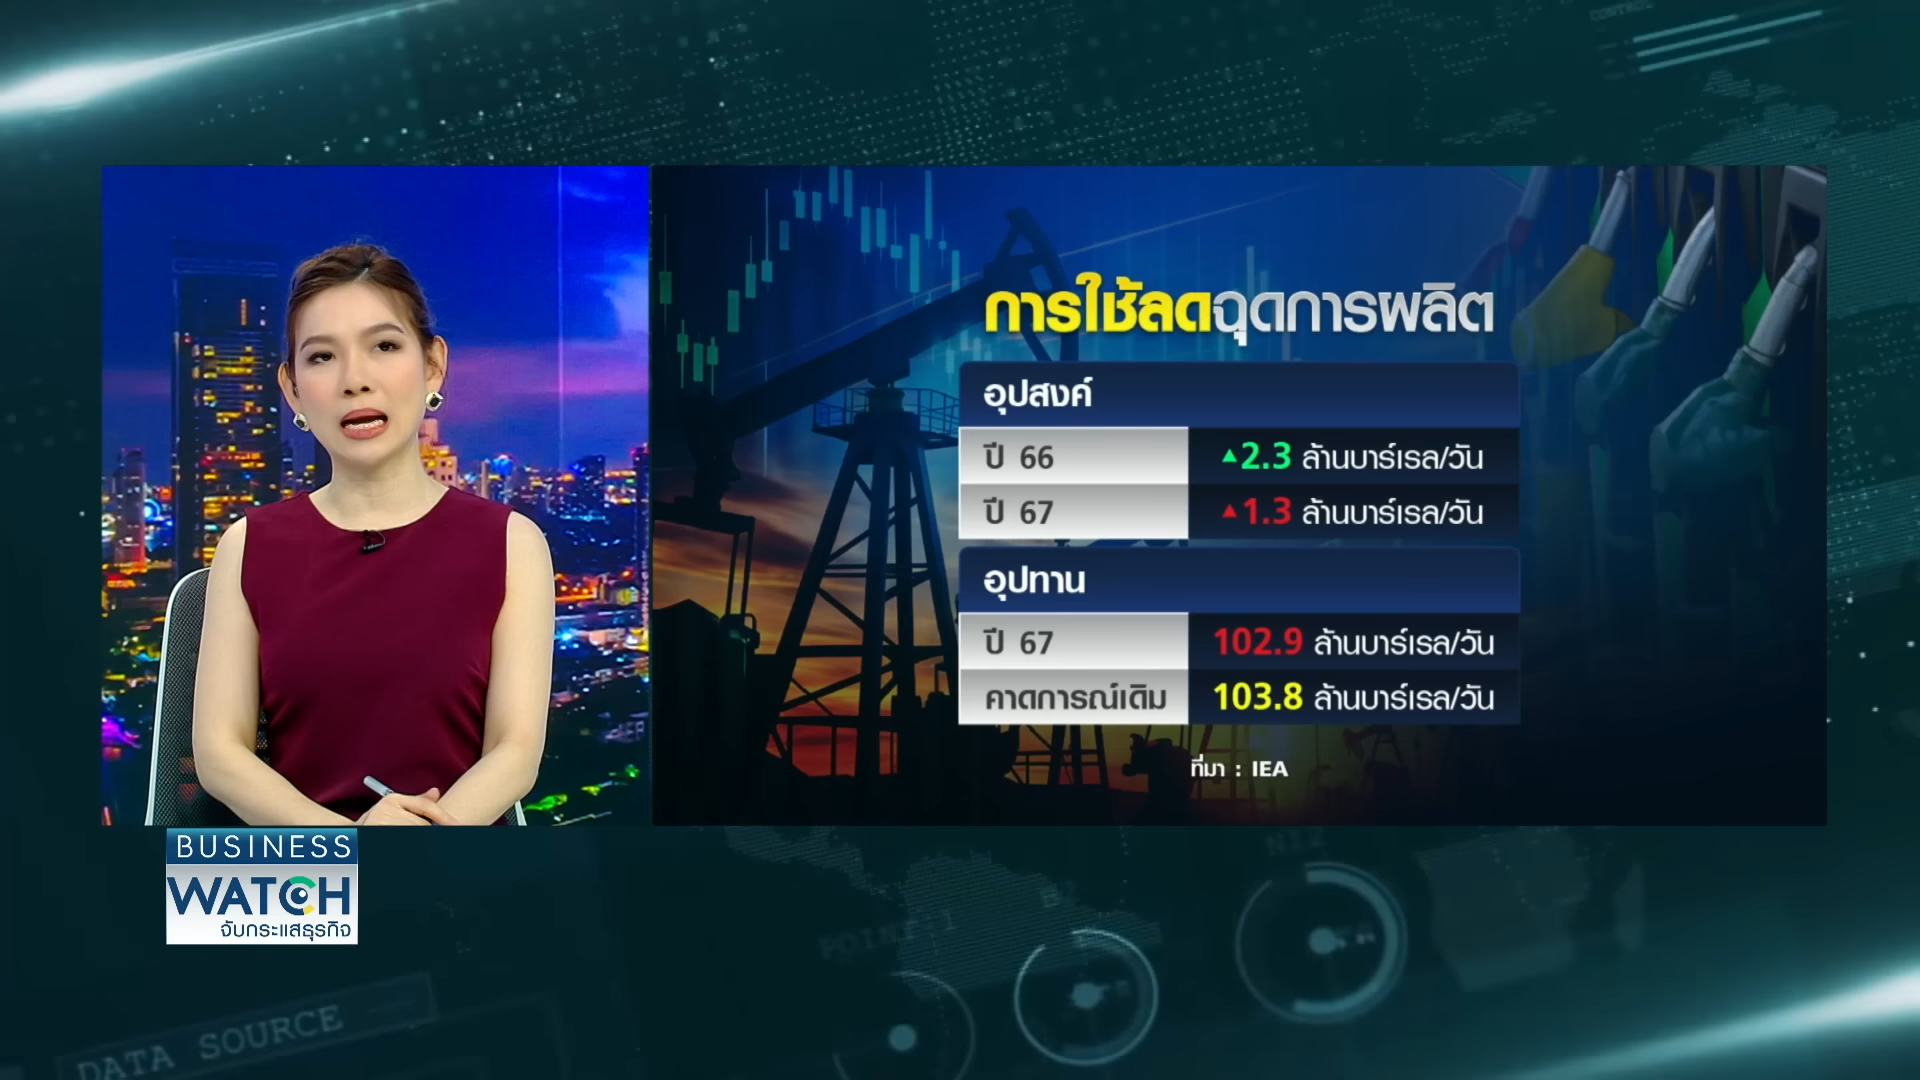 CONTROL
การใช้ลดฉุดการผลิต
อุปสงค์
ปี 66 ▲2.3 ล้านบาร์เรล/วัน
ปี 67 ▲1.3 ล้านบาร์เรล/วัน
อุปทาน
ปี 67 102.9 ล้านบาร์เรล/วัน
คาดการณ์เดิม 103.8 ล้านบาร์เรล/วัน
ที่มา : IEA
BUSINESS
WATCH
จับกระแสธุรกิจ
POINT-1
DATA SOURCE